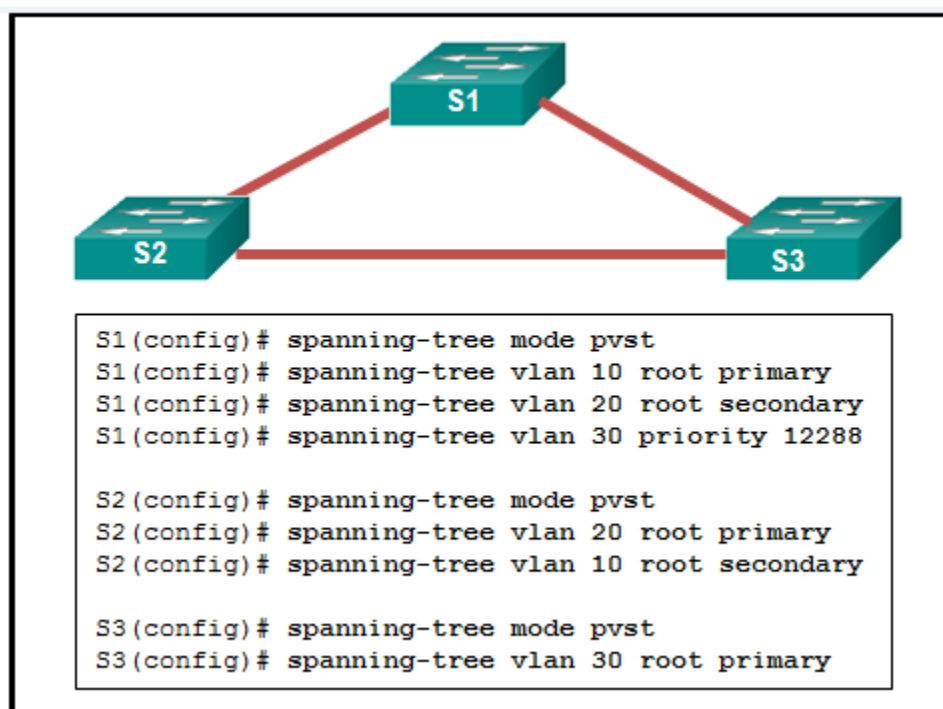 S1
S2
S3
S1(config)# spanning-tree mode pvst
S1(config)# spanning-tree vlan 10 root primary
S1(config)# spanning-tree vlan 20 root secondary
S1(config)# spanning-tree vlan 30 priority 12288
S2(config)# spanning-tree mode pvst
S2(config)# spanning-tree vlan 20 root primary
S2(config)# spanning-tree vlan 10 root secondary
S3(config)# spanning-tree mode pvst
S3(config)# spanning-tree vlan 30 root primary